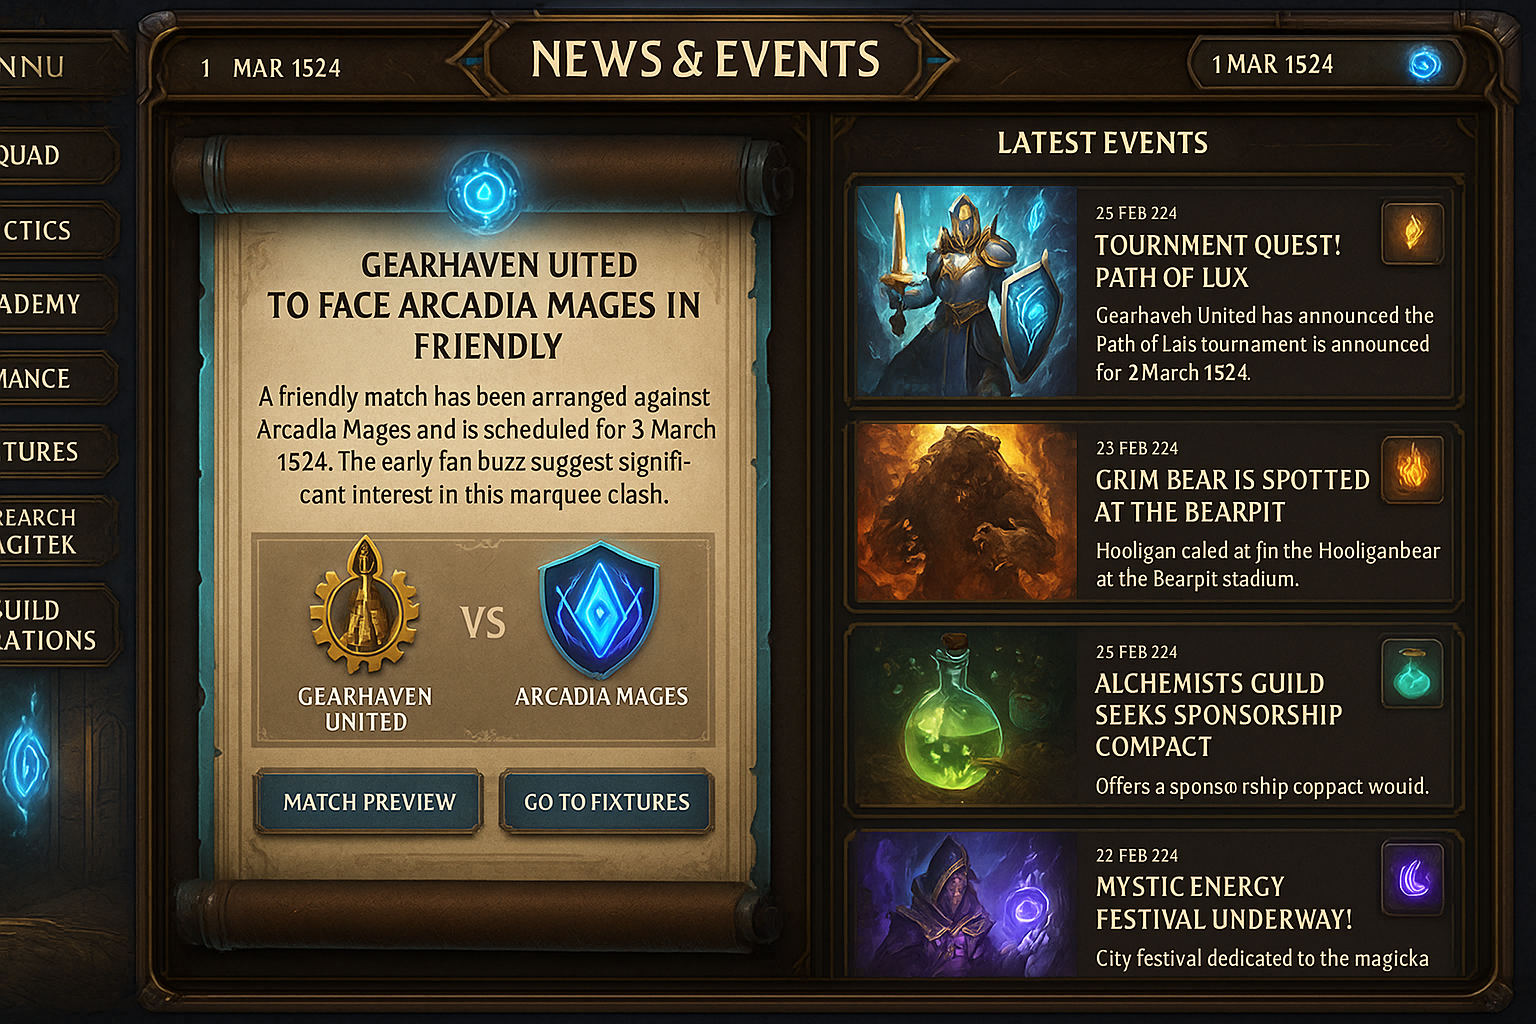 NNU
QUAD
CTICS
ADEMY
MANCE
TURES
REARCH
AGITEK
GUILD
RATIONS
1 MAR 1524
NEWS & EVENTS
1 MAR 1524
GEARHAVEN UITED
TO FACE ARCADIA MAGES IN
FRIENDLY
A friendly match has been arranged against
Arcadla Mages and is scheduled for 3 March
1524. The early fan buzz suggest signifi-
cant interest in this marquee clash.
VS
GEARHAVEN
UNITED
ARCADIA MAGES
MATCH PREVIEW
GO TO FIXTURES
LATEST EVENTS
25 FEB 224
TOURNMENT QUEST!
PATH OF LUX
Gearhaveh United has announced the
Path of Lais tournament is announced
for 2 March 1524.
23 FEB 224
GRIM BEAR IS SPOTTED
AT THE BEARPIT
Hooligan caled at fin the Hooliganbear
at the Bearpit stadium.
25 FEB 224
ALCHEMISTS GUILD
SEEKS SPONSORSHIP
COMPACT
Offers a sponso rship coppact wouid.
22 FEB 224
MYSTIC ENERGY
FESTIVAL UNDERWAY!
City festival dedicated to the magicka